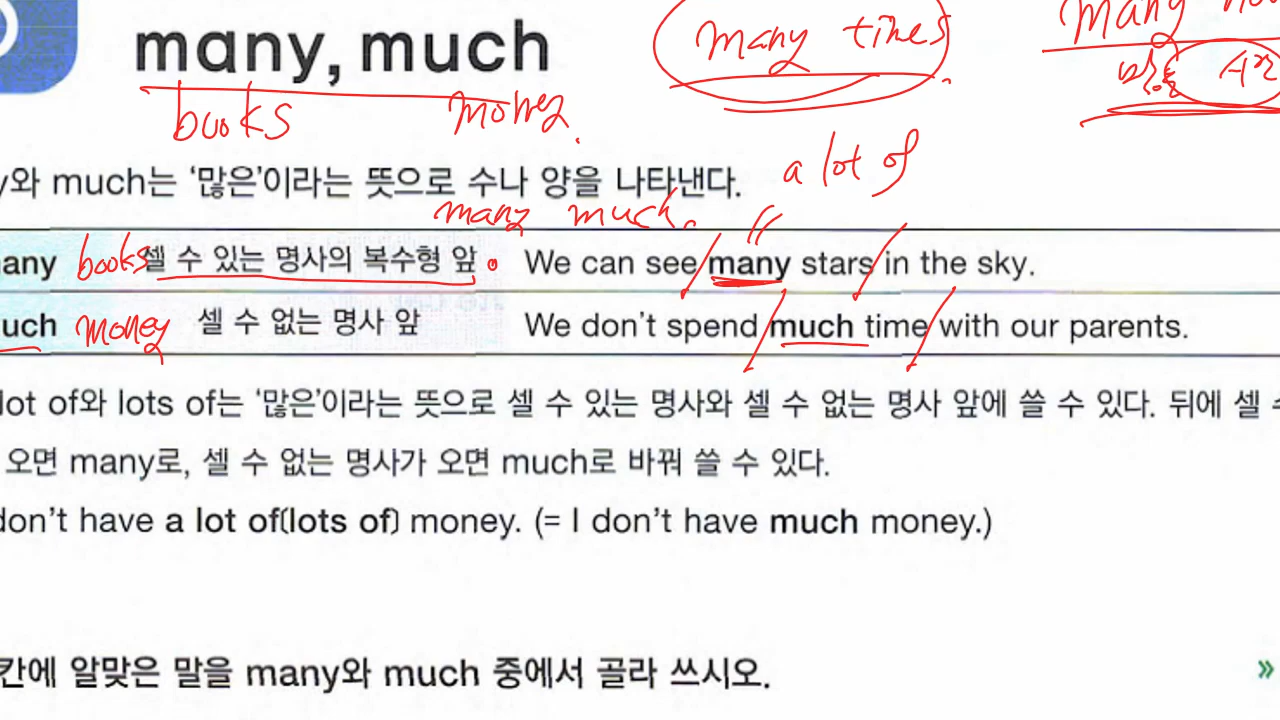 many, much
many times
many
books
money.
a lot of
와 much는 '많은'이라는 뜻으로 수나 양을 나타낸다.
many much.
any books 셀 수 있는 명사의 복수형 앞 We can see many stars in the sky.
uch money 셀 수 없는 명사 앞 We don't spend much time with our parents.
lot of와 lots of는 '많은'이라는 뜻으로 셀 수 있는 명사와 셀 수 없는 명사 앞에 쓸 수 있다. 뒤에 셀
오면 many로, 셀 수 없는 명사가 오면 much로 바꿔 쓸 수 있다.
don't have a lot of(lots of) money. (= I don't have much money.)
칸에 알맞은 말을 many와 much 중에서 골라 쓰시오.